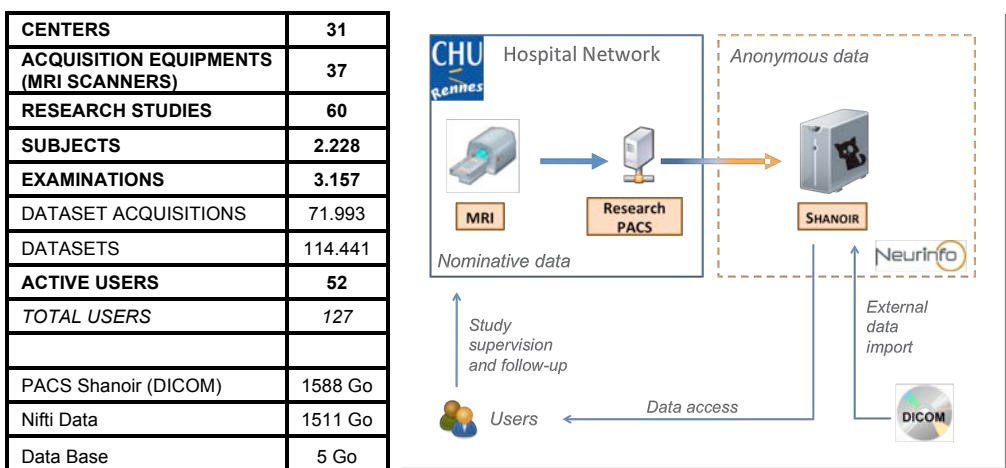 CENTERS 31
ACQUISITION EQUIPMENTS
(MRI SCANNERS) 37
RESEARCH STUDIES 60
SUBJECTS 2.228
EXAMINATIONS 3.157
DATASET ACQUISITIONS 71.993
DATASETS 114.441
ACTIVE USERS 52
TOTAL USERS 127
PACS Shanoir (DICOM) 1588 Go
Nifti Data 1511 Go
Data Base 5 Go
CHU
Rennes
Hospital Network
Anonymous data
MRI
Research
PACS
SHANOIR
Nominative data
Neurinfo
Study
supervision
and follow-up
External
data
import
Users
Data access
DICOM